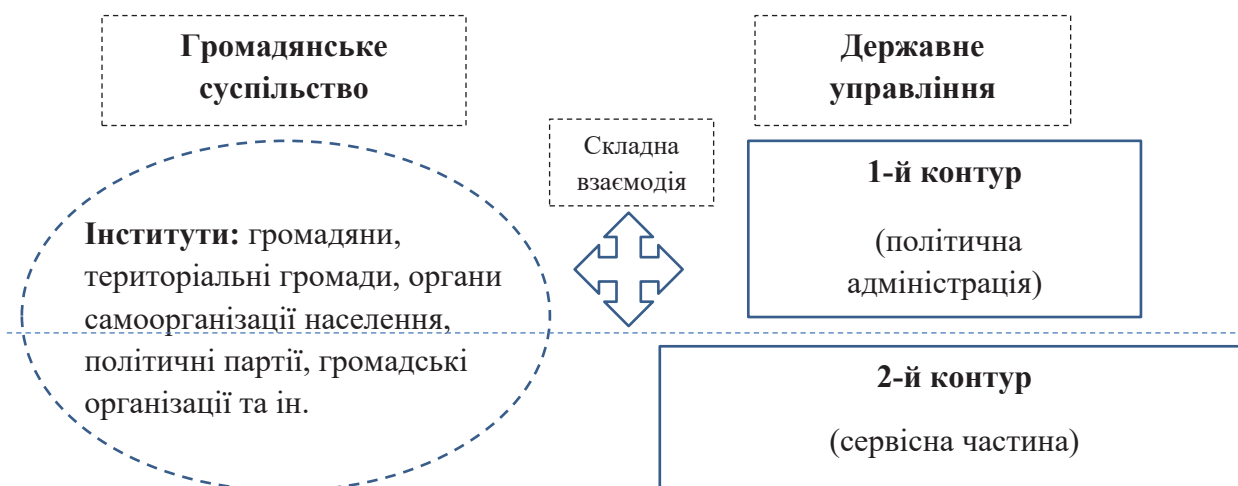 Громадянське
суспільство
Державне
управління
Складна
взаємодія
Інститути: громадяни,
територіальні громади, органи
самоорганізації населення,
політичні партії, громадські
організації та ін.
1-й контур
(політична
адміністрація)
2-й контур
(сервісна частина)